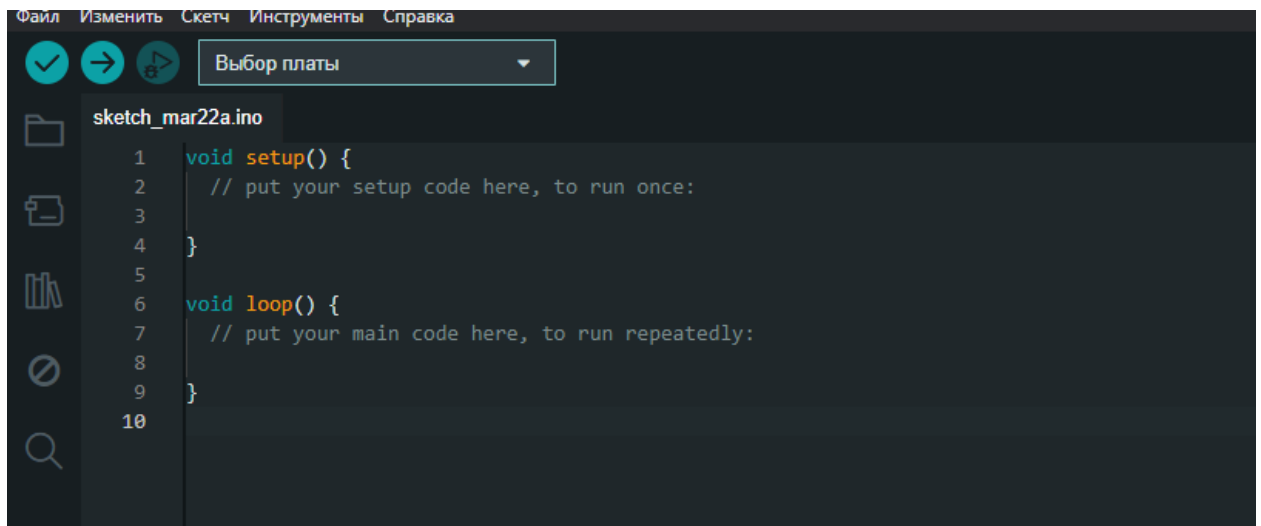 Файл Изменить Скетч Инструменты Справка
Выбор платы
sketch_mar22a.ino
1 void setup() {
2 // put your setup code here, to run once:
3
4 }
5
6 void loop() {
7 // put your main code here, to run repeatedly:
8
9 }
10